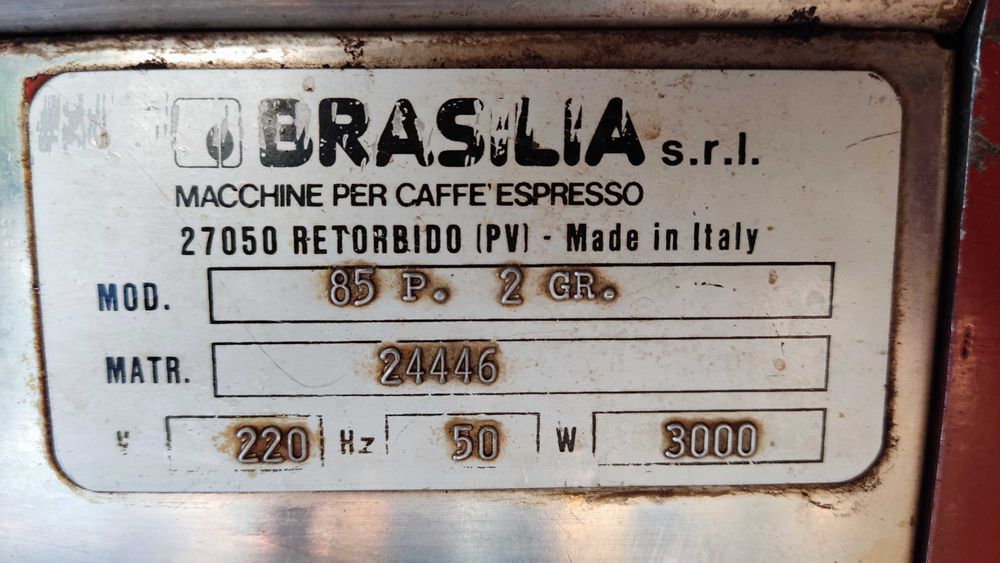 BRASILIA s.r.l.
MACCHINE PER CAFFE' ESPRESSO
27050 RETORBIDO (PV) - Made in Italy
MOD. 85 P. 2 GR.
MATR. 24446
V 220 Hz 50 W 3000